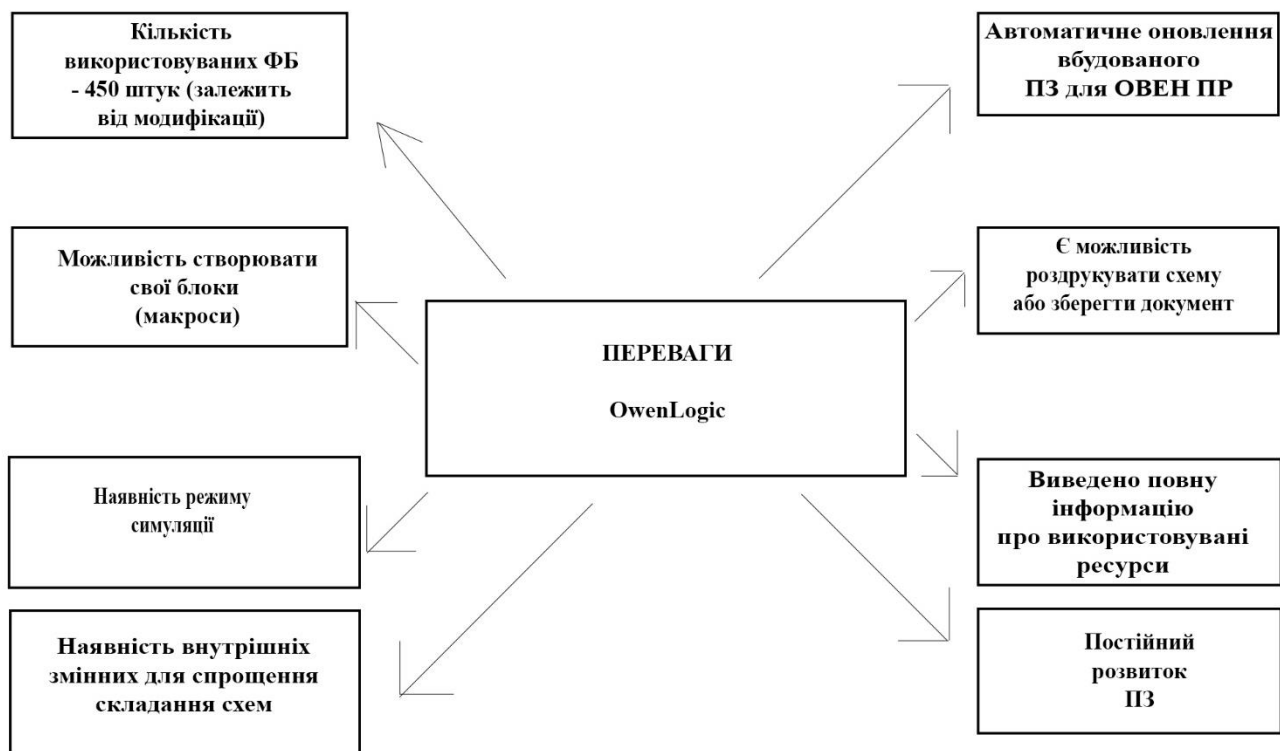 Кількість
використовуваних ФБ
- 450 штук (залежить
від модифікації)
Автоматичне оновлення
вбудованого
ПЗ для ОВЕН ПР
Можливість створювати
свої блоки
(макроси)
Є можливість
роздрукувати схему
або зберегти документ
ПЕРЕВАГИ
OwenLogic
Наявність режиму
симуляції
Виведено повну
інформацію
про використовувані
ресурси
Наявність внутрішніх
змінних для спрощення
складання схем
Постійний
розвиток
ПЗ